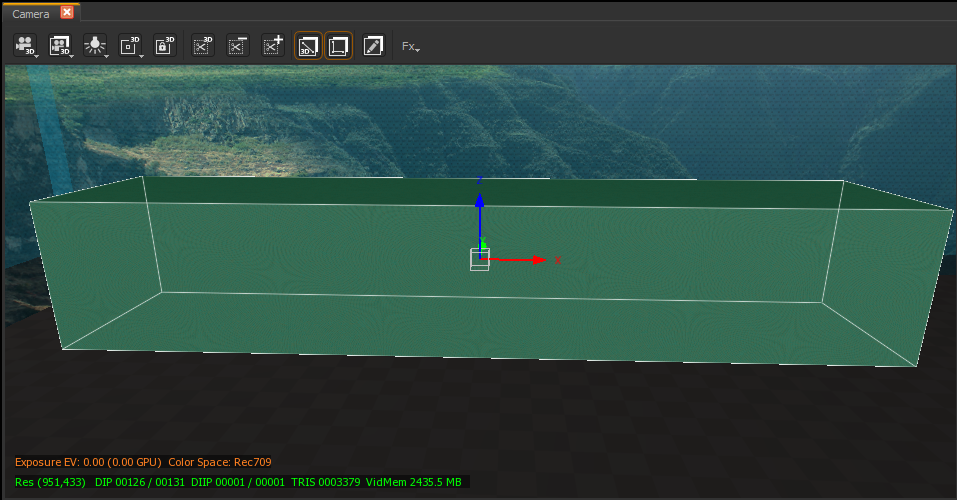 Camera
3D 3D 3D 3D 3D 3D Fx
z
x
Exposure EV: 0.00 (0.00 GPU) Color Space: Rec709
Res (951,433) DIP 00126 / 00131 DIIP 00001 / 00001 TRIS 0003379 VidMem 2435.5 MB